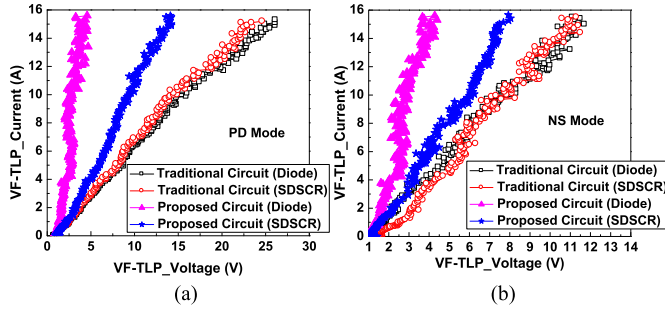 16
14
12
10
8
6
4
2
0
VF-TLP_Current (A)
PD Mode
Traditional Circuit (Diode)
Traditional Circuit (SDSCR)
Proposed Circuit (Diode)
Proposed Circuit (SDSCR)
0 5 10 15 20 25 30
VF-TLP_Voltage (V)
(a)
16
14
12
10
8
6
4
2
0
VF-TLP_Current (A)
NS Mode
Traditional Circuit (Diode)
Traditional Circuit (SDSCR)
Proposed Circuit (Diode)
Proposed Circuit (SDSCR)
1 2 3 4 5 6 7 8 9 10 11 12 13 14
VF-TLP_Voltage (V)
(b)